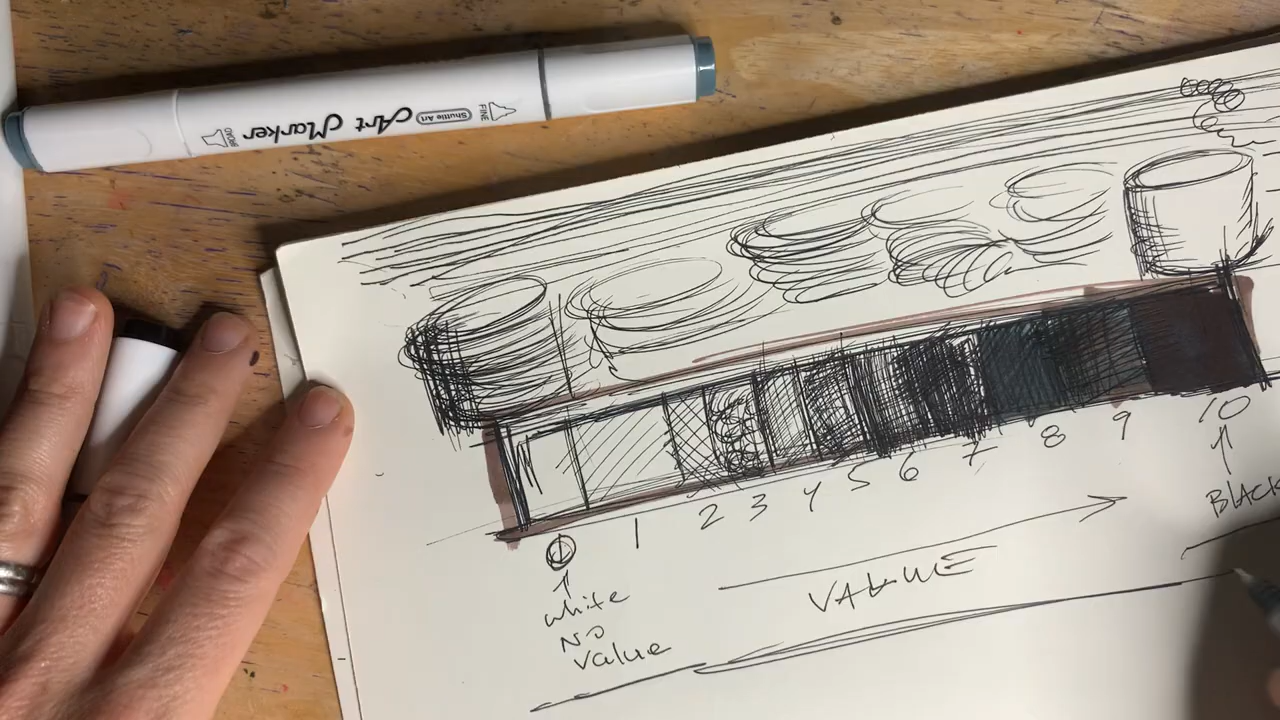 Art Marker
Shuttle Art
FINE
BROAD
0 1 2 3 4 5 6 7 8 9 10
white
NO
value
VALUE
BLACK